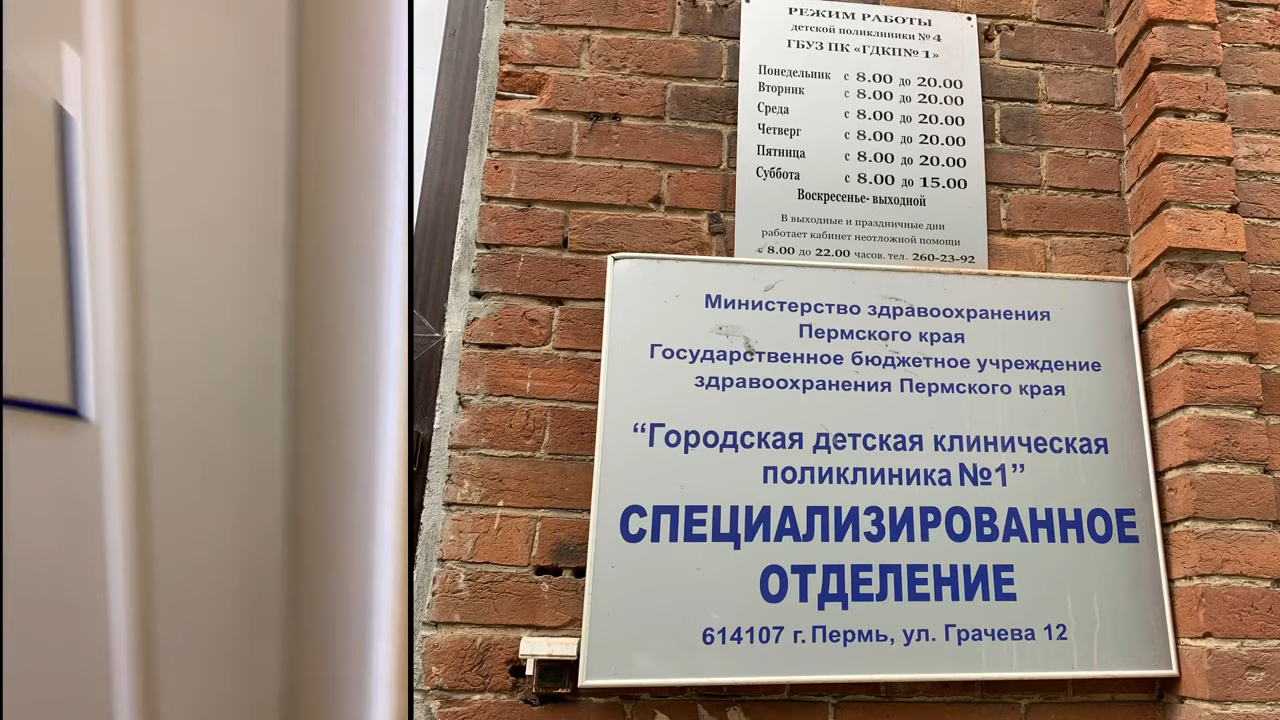 РЕЖИМ РАБОТЫ
детской поликлиники №4
ГБУЗ ПК «ГДКП№ 1»
Понедельник с 8.00 до 20.00
Вторник с 8.00 до 20.00
Среда с 8.00 до 20.00
Четверг с 8.00 до 20.00
Пятница с 8.00 до 20.00
Суббота с 8.00 до 15.00
Воскресенье- выходной
В выходные и праздничные дни
работает кабинет неотложной помощи
с 8.00 до 22.00 часов. тел. 260-23-92
Министерство здравоохранения
Пермского края
Государственное бюджетное учреждение
здравоохранения Пермского края
“Городская детская клиническая
поликлиника №1”
СПЕЦИАЛИЗИРОВАННОЕ
ОТДЕЛЕНИЕ
614107 г. Пермь, ул. Грачева 12